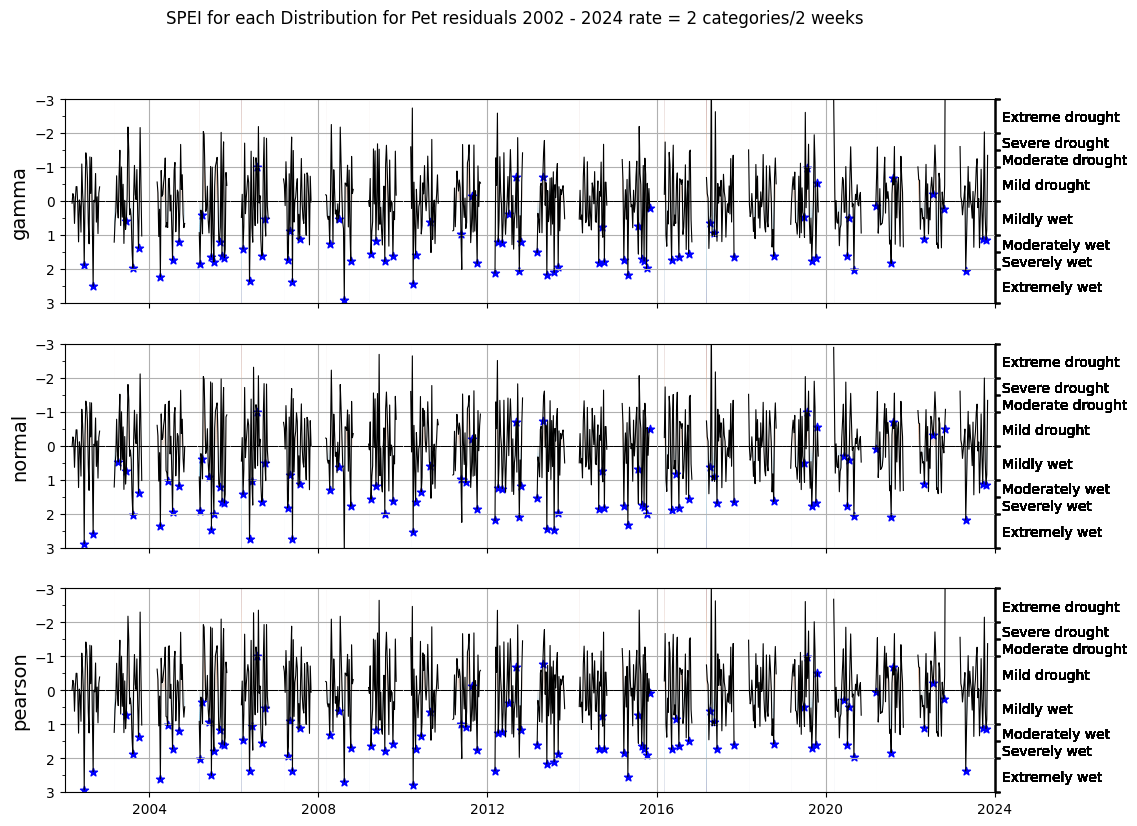 SPEI for each Distribution for Pet residuals 2002 - 2024 rate = 2 categories/2 weeks
gamma
−3
−2
−1
0
1
2
3
Extreme drought
Severe drought
Moderate drought
Mild drought
Mildly wet
Moderately wet
Severely wet
Extremely wet
normal
−3
−2
−1
0
1
2
3
Extreme drought
Severe drought
Moderate drought
Mild drought
Mildly wet
Moderately wet
Severely wet
Extremely wet
pearson
−3
−2
−1
0
1
2
3
Extreme drought
Severe drought
Moderate drought
Mild drought
Mildly wet
Moderately wet
Severely wet
Extremely wet
2004 2008 2012 2016 2020 2024